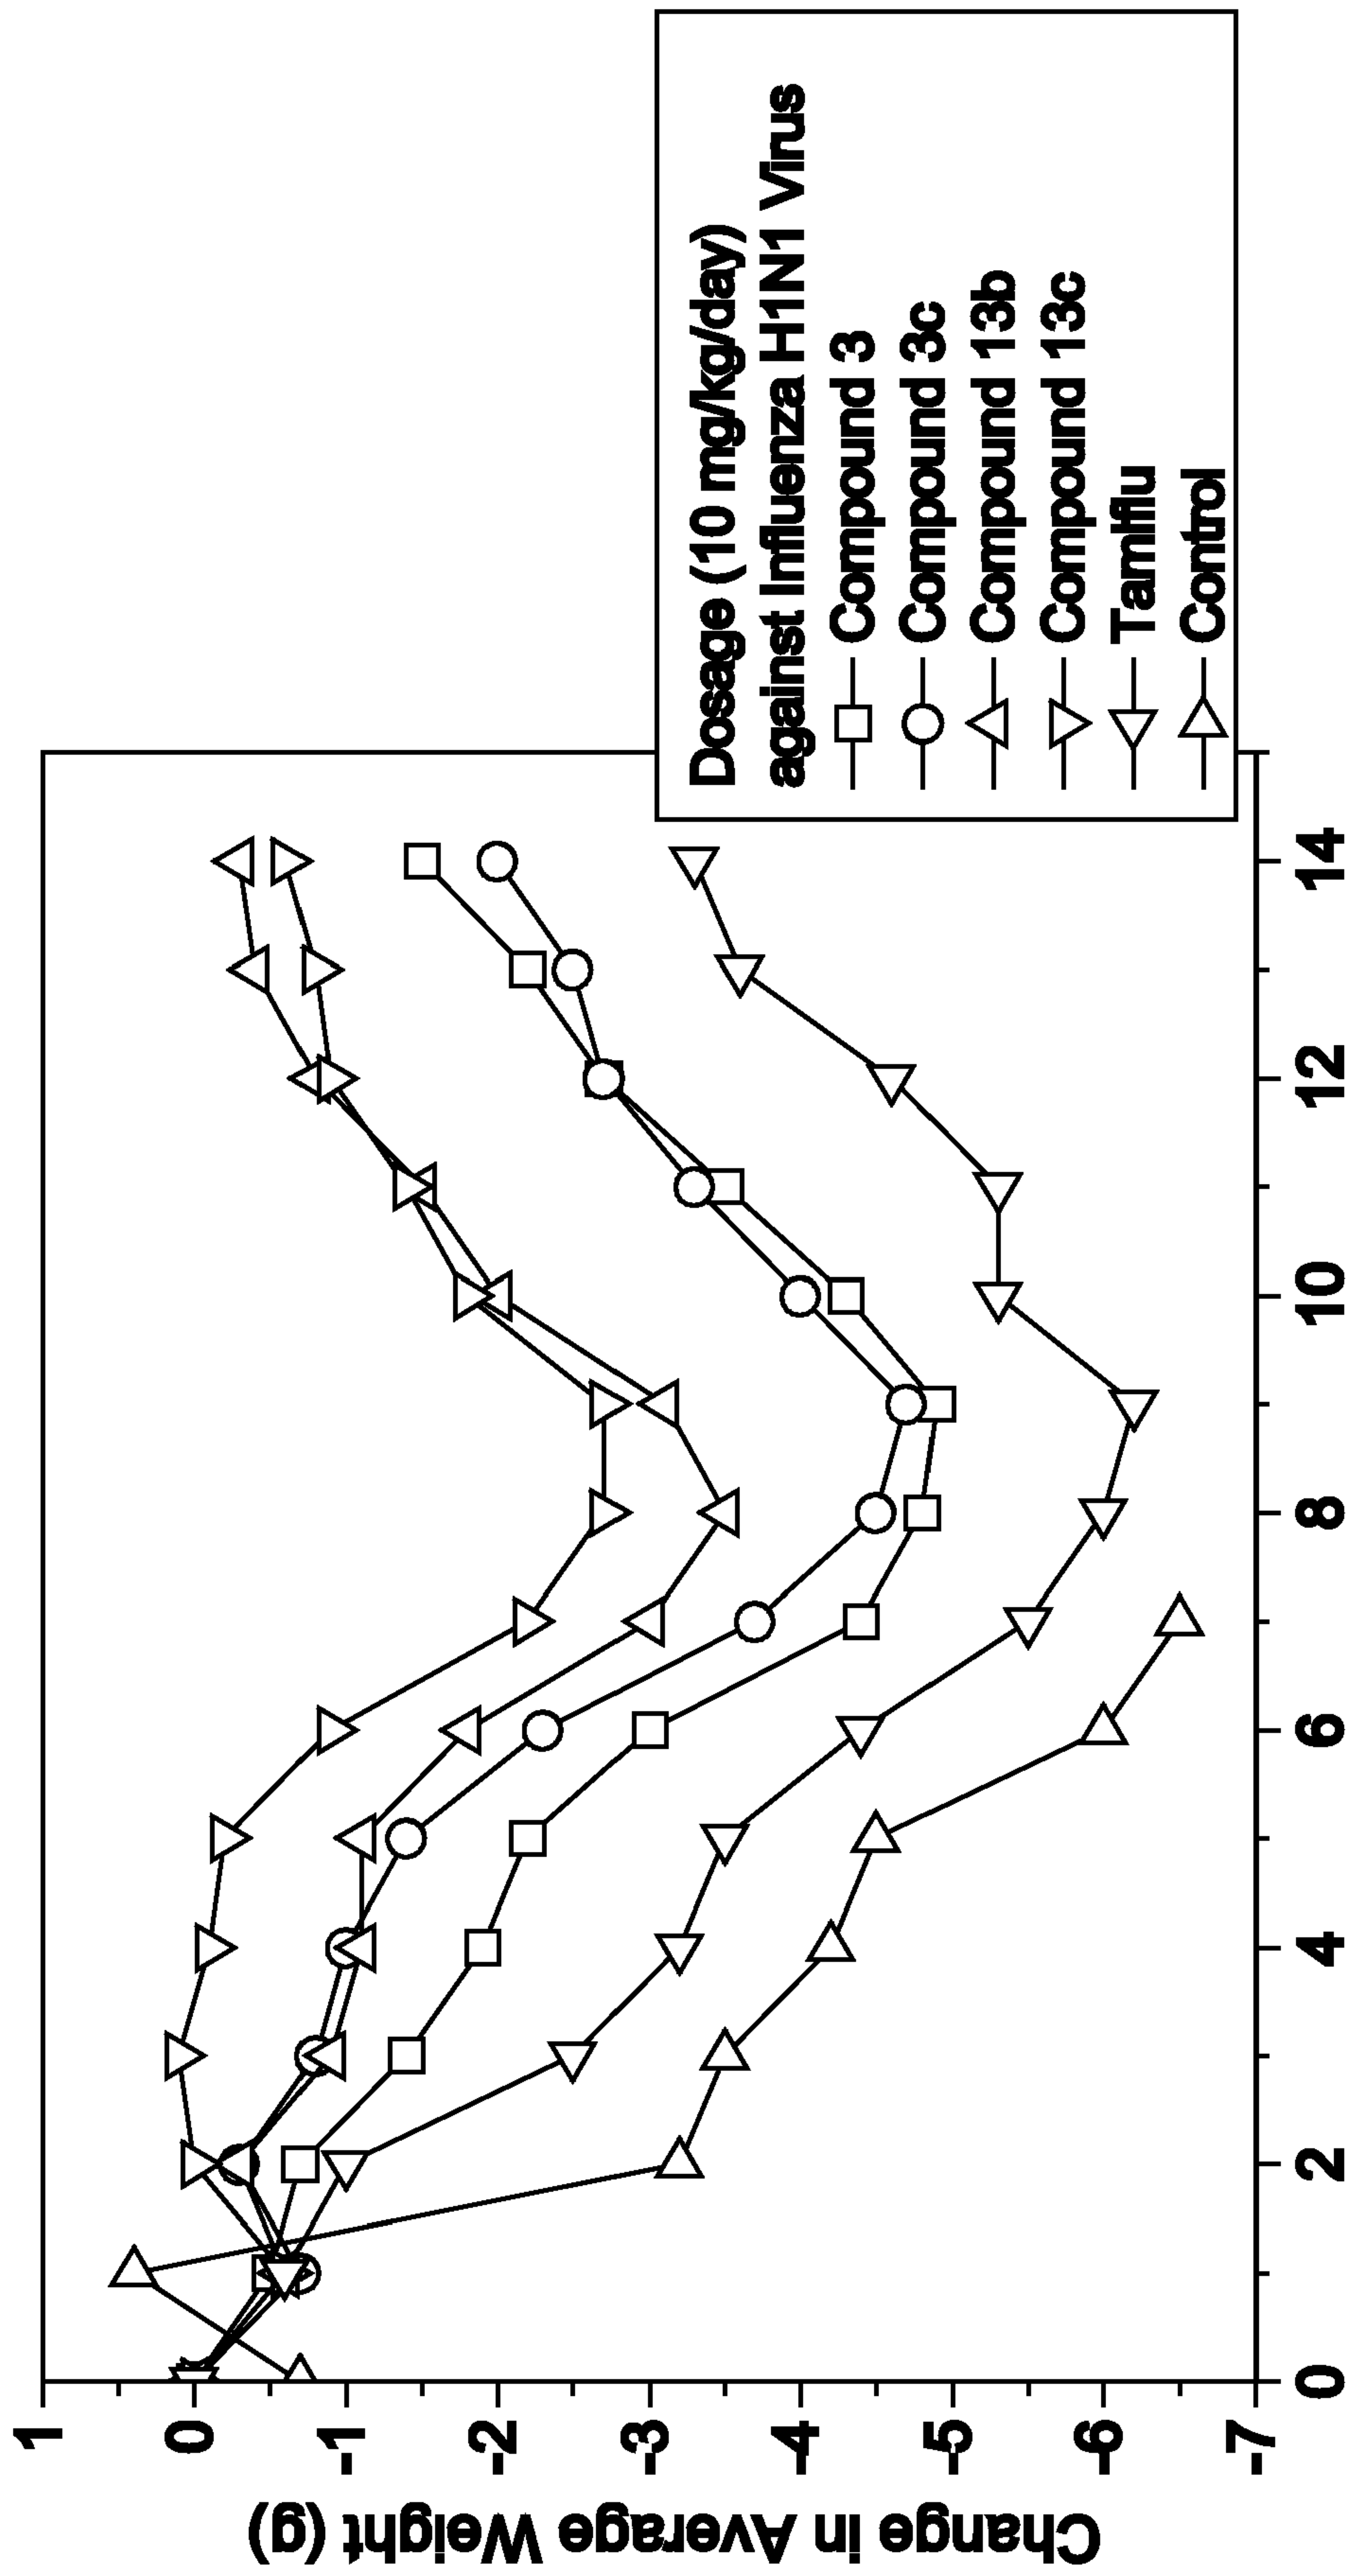 Change in Average Weight (g)
1
0
-1
-2
-3
-4
-5
-6
-7
0
2
4
6
8
10
12
14
Dosage (10 mg/kg/day)
against Influenza H1N1 Virus
Compound 3
Compound 3c
Compound 13b
Compound 13c
Tamiflu
Control